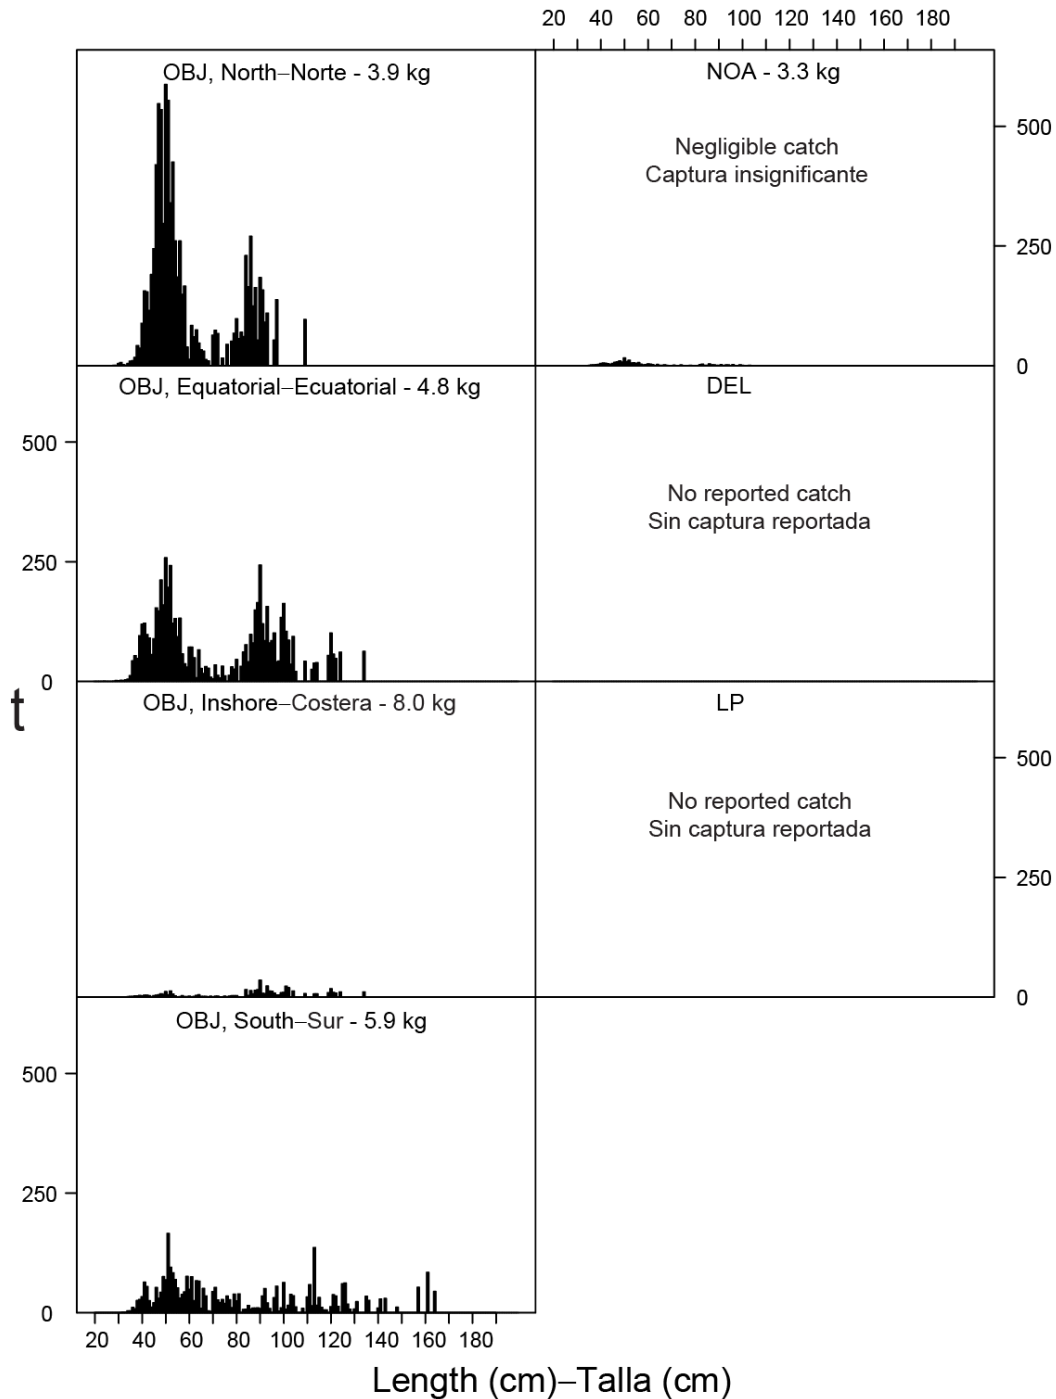 20 40 60 80 100 120 140 160 180
OBJ, North–Norte - 3.9 kg
NOA - 3.3 kg
Negligible catch
Captura insignificante
500
250
0
OBJ, Equatorial–Ecuatorial - 4.8 kg
DEL
No reported catch
Sin captura reportada
500
250
0
t
OBJ, Inshore–Costera - 8.0 kg
LP
No reported catch
Sin captura reportada
500
250
0
OBJ, South–Sur - 5.9 kg
500
250
0
20 40 60 80 100 120 140 160 180
Length (cm)–Talla (cm)